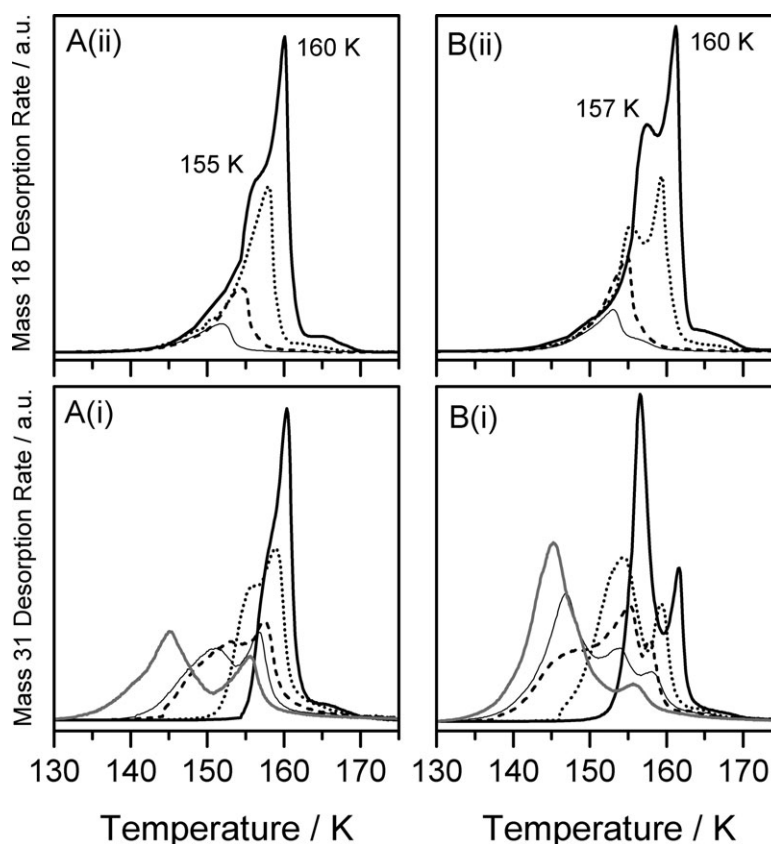 A(ii)
160 K
155 K
Mass 18 Desorption Rate / a.u.
B(ii)
160 K
157 K
A(i)
Mass 31 Desorption Rate / a.u.
B(i)
130 140 150 160 170
130 140 150 160 170
Temperature / K
Temperature / K